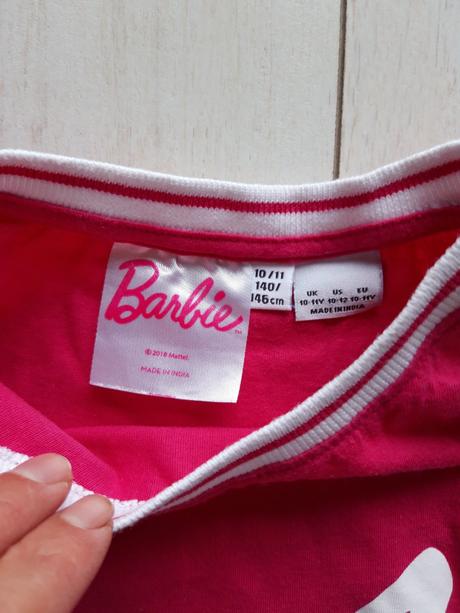 Barbie™
©2018 Mattel.
MADE IN INDIA
10/11
140/
146cm
UK US EU
10-11Y 10-12 10-11Y
MADE IN INDIA